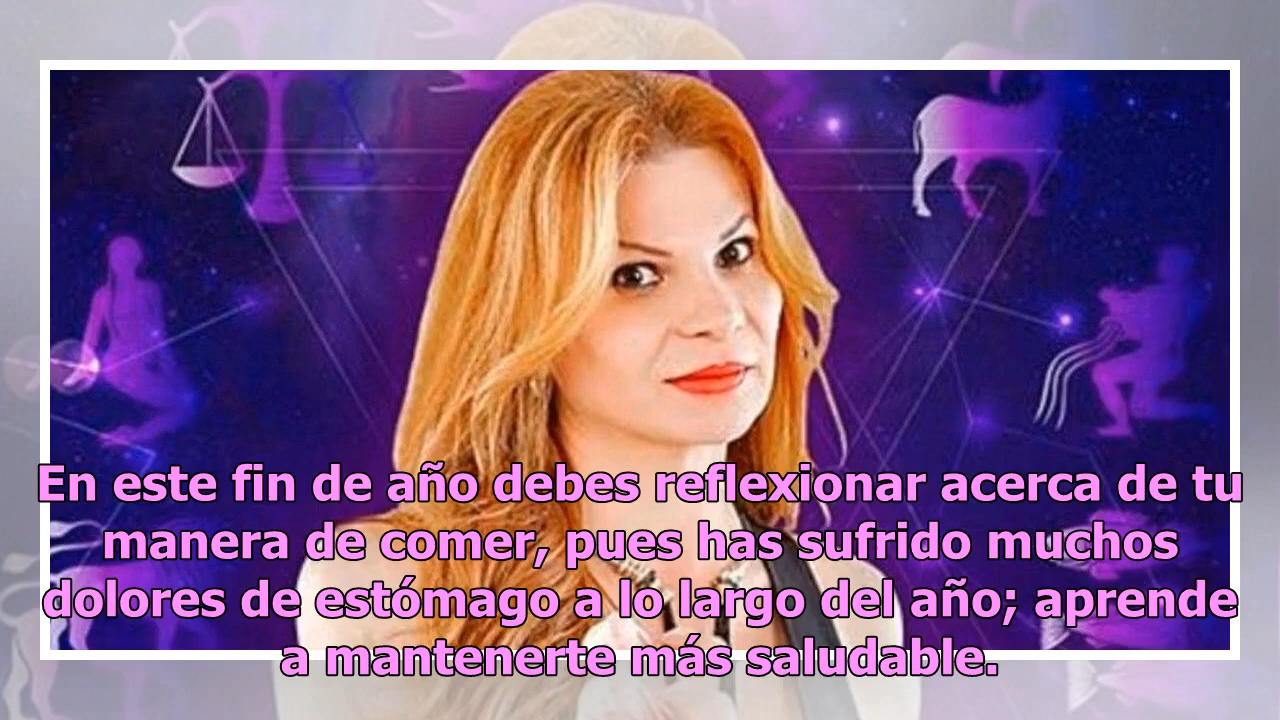 En este fin de año debes reflexionar acerca de tu
manera de comer, pues has sufrido muchos
dolores de estómago a lo largo del año; aprende
a mantenerte más saludable.